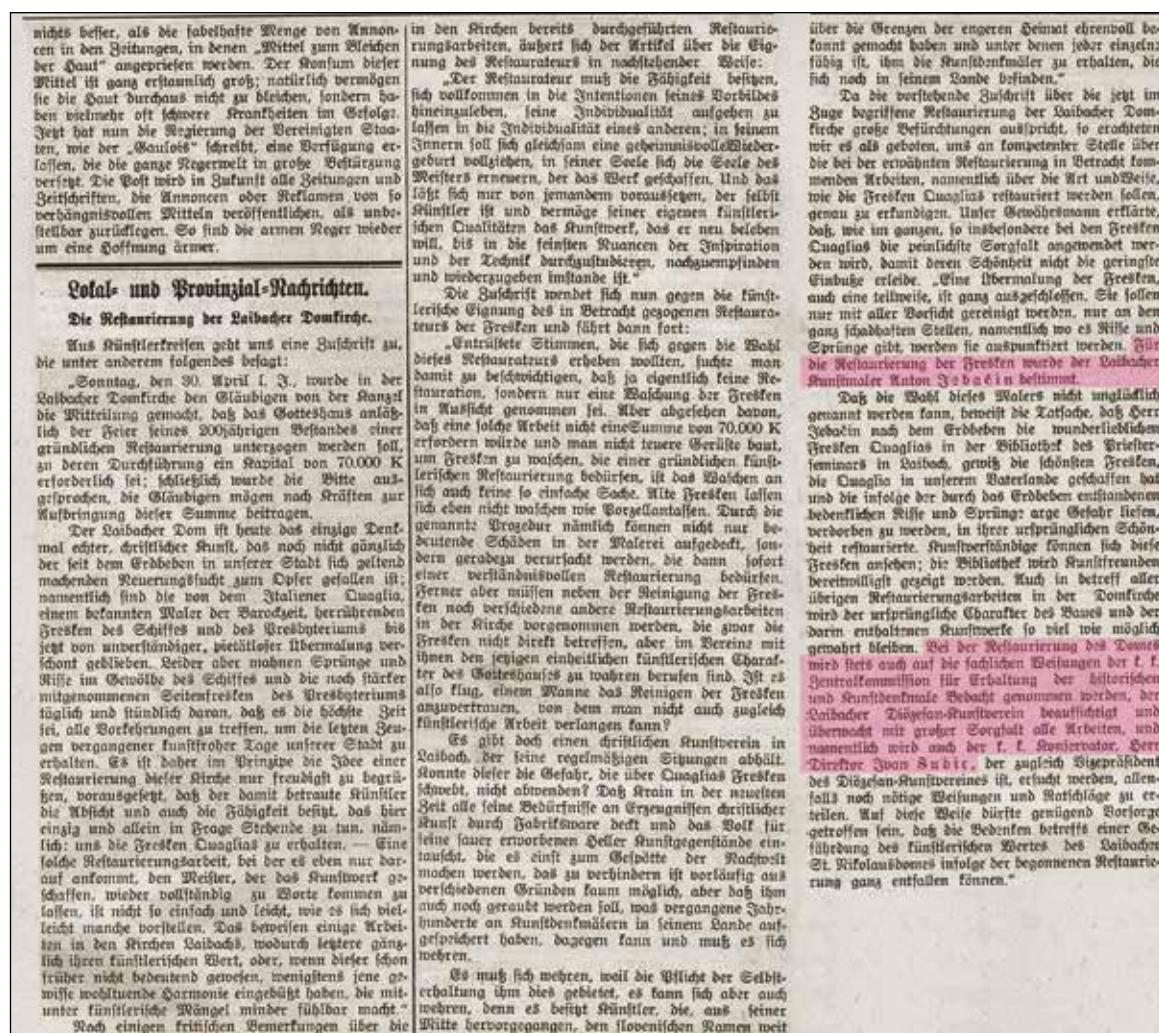 nichts besser, als die fabelhafte Menge von Annon-
cen in den Zeitungen, in denen „Mittel zum Bleichen
der Haut“ angepriesen werden. Der Konsum dieser
Mittel ist ganz erstaunlich groß; natürlich vermögen
sie die Haut durchaus nicht zu bleichen, sondern ha-
ben vielmehr oft schwere Krankheiten im Gefolge.
Jetzt hat nun die Regierung der Vereinigten Staa-
ten, wie der „Gaulois“ schreibt, eine Verfügung er-
lassen, die die ganze Negerwelt in große Bestürzung
versetzt. Die Post wird in Zukunft alle Zeitungen und
Zeitschriften, die Annoncen oder Reklamen von so
verhängnisvollen Mitteln veröffentlichen, als unbe-
stellbar zurücklegen. So sind die armen Neger wieder
um eine Hoffnung ärmer.
Lokal- und Provinzial-Nachrichten.
Die Restaurierung der Laibacher Domkirche.
Aus Künstlerkreisen geht uns eine Zuschrift zu,
die unter anderem folgendes besagt:
„Sonntag, den 30. April l. J., wurde in der
Laibacher Domkirche den Gläubigen von der Kanzel
die Mitteilung gemacht, daß das Gotteshaus anläß-
lich der Feier seines 200jährigen Bestandes einer
gründlichen Restaurierung unterzogen werden soll,
zu deren Durchführung ein Kapital von 70.000 K
erforderlich sei; schließlich wurde die Bitte aus-
gesprochen, die Gläubigen mögen nach Kräften zur
Aufbringung dieser Summe beitragen.
Der Laibacher Dom ist heute das einzige Denk-
mal echter, christlicher Kunst, das noch nicht gänzlich
der seit dem Erdbeben in unserer Stadt sich geltend
machenden Neuerungssucht zum Opfer gefallen ist;
namentlich sind die von dem Italiener Quaglia,
einem bekannten Maler der Barockzeit, herrührenden
Fresken des Schiffes und des Presbyteriums bis
jetzt von unverständiger, pietätloser Übermalung ver-
schont geblieben. Leider aber mahnen Sprünge und
Risse im Gewölbe des Schiffes und die noch stärker
mitgenommenen Seitenfresken des Presbyteriums
täglich und stündlich daran, daß es die höchste Zeit
sei, alle Vorkehrungen zu treffen, um die letzten Zeu-
gen vergangener kunstfroher Tage unsrer Stadt zu
erhalten. Es ist daher im Prinzipe die Idee einer
Restaurierung dieser Kirche nur freudigst zu begrü-
ßen, vorausgesetzt, daß der damit betraute Künstler
die Absicht und auch die Fähigkeit besitzt, das hier
einzig und allein in Frage Stehende zu tun, näm-
lich: uns die Fresken Quaglias zu erhalten. — Eine
solche Restaurierungsarbeit, bei der es eben nur dar-
auf ankommt, den Meister, der das Kunstwerk ge-
schaffen, wieder vollständig zu Worte kommen zu
lassen, ist nicht so einfach und leicht, wie es sich viel-
leicht manche vorstellen. Das beweisen einige Arbei-
ten in den Kirchen Laibachs, wodurch letztere gänz-
lich ihren künstlerischen Wert, oder, wenn dieser schon
früher nicht bedeutend gewesen, wenigstens jene ge-
wisse wohltuende Harmonie eingebüßt haben, die mit-
unter künstlerische Mängel minder fühlbar macht.“
Nach einigen kritischen Bemerkungen über die
in den Kirchen bereits durchgeführten Restaurie-
rungsarbeiten, äußert sich der Artikel über die Eig-
nung des Restaurateurs in nachstehender Weise:
„Der Restaurateur muß die Fähigkeit besitzen,
sich vollkommen in die Intentionen seines Vorbildes
hineinzuleben, seine Individualität aufgehen zu
lassen in die Individualität eines anderen; in seinem
Innern soll sich gleichsam eine geheimnisvolleWieder-
geburt vollziehen, in seiner Seele sich die Seele des
Meisters erneuern, der das Werk geschaffen. Und das
läßt sich nur von jemandem voraussetzen, der selbst
Künstler ist und vermöge seiner eigenen künstleri-
schen Qualitäten das Kunstwerk, das er neu beleben
will, bis in die feinsten Nuancen der Inspiration
und der Technik durchzustudieren, nachzuempfinden
und wiederzugeben imstande ist.“
Die Zuschrift wendet sich nun gegen die künst-
lerische Eignung des in Betracht gezogenen Restaura-
teurs der Fresken und fährt dann fort:
„Entrüstete Stimmen, die sich gegen die Wahl
dieses Restaurateurs erheben wollten, suchte man
damit zu beschwichtigen, daß ja eigentlich keine Re-
stauration, sondern nur eine Waschung der Fresken
in Aussicht genommen sei. Aber abgesehen davon,
daß eine solche Arbeit nicht eineSumme von 70.000 K
erfordern würde und man nicht teuere Gerüste baut,
um Fresken zu waschen, die einer gründlichen künst-
lerischen Restaurierung bedürfen, ist das Waschen an
sich auch keine so einfache Sache. Alte Fresken lassen
sich eben nicht waschen wie Porzellantassen. Durch die
genannte Prozedur nämlich können nicht nur be-
deutende Schäden in der Malerei aufgedeckt, son-
dern geradezu verursacht werden, die dann sofort
einer verständnisvollen Restaurierung bedürfen.
Ferner aber müssen neben der Reinigung der Fres-
ken noch verschiedene andere Restaurierungsarbeiten
in der Kirche vorgenommen werden, die zwar die
Fresken nicht direkt betreffen, aber im Vereine mit
ihnen den jetzigen einheitlichen künstlerischen Charak-
ter des Gotteshauses zu wahren berufen sind. Ist es
also klug, einem Manne das Reinigen der Fresken
anzuvertrauen, von dem man nicht auch zugleich
künstlerische Arbeit verlangen kann?
Es gibt doch einen christlichen Kunstverein in
Laibach, der seine regelmäßigen Sitzungen abhält.
Konnte dieser die Gefahr, die über Quaglias Fresken
schwebt, nicht abwenden? Daß Krain in der neuesten
Zeit alle seine Bedürfnisse an Erzeugnissen christlicher
Kunst durch Fabriksware deckt und das Volk für
seine sauer erworbenen Heller Kunstgegenstände ein-
tauscht, die es einst zum Gespötte der Nachwelt
machen werden, das zu verhindern ist vorläufig aus
verschiedenen Gründen kaum möglich, aber daß ihm
auch noch geraubt werden soll, was vergangene Jahr-
hunderte an Kunstdenkmälern in seinem Lande auf-
gespeichert haben, dagegen kann und muß es sich
wehren.
Es muß sich wehren, weil die Pflicht der Selbst-
erhaltung ihm dies gebietet, es kann sich aber auch
wehren, denn es besitzt Künstler, die, aus seiner
Mitte hervorgegangen, den slovenischen Namen weit
über die Grenzen der engeren Heimat ehrenvoll be-
kannt gemacht haben und unter denen jeder einzelne
fähig ist, ihm die Kunstdenkmäler zu erhalten, die
sich noch in seinem Lande befinden.“
Da die vorstehende Zuschrift über die jetzt im
Zuge begriffene Restaurierung der Laibacher Dom-
kirche große Befürchtungen ausspricht, so erachteten
wir es als geboten, uns an kompetenter Stelle über
die bei der erwähnten Restaurierung in Betracht kom-
menden Arbeiten, namentlich über die Art undWeise,
wie die Fresken Quaglias restauriert werden sollen,
genau zu erkundigen. Unser Gewährsmann erklärte,
daß, wie im ganzen, so insbesondere bei den Fresken
Quaglias die peinlichste Sorgfalt angewendet wer-
den wird, damit deren Schönheit nicht die geringste
Einbuße erleide. „Eine Übermalung der Fresken,
auch eine teilweise, ist ganz ausgeschlossen. Sie sollen
nur mit aller Vorsicht gereinigt werden, nur an den
ganz schadhaften Stellen, namentlich wo es Risse und
Sprünge gibt, werden sie auspunktiert werden. Für
die Restaurierung der Fresken wurde der Laibacher
Kunstmaler Anton Jebačin bestimmt.
Daß die Wahl dieses Malers nicht unglücklich
genannt werden kann, beweist die Tatsache, daß Herr
Jebačin nach dem Erdbeben die wunderlieblichen
Fresken Quaglias in der Bibliothek des Priester-
seminars in Laibach, gewiß die schönsten Fresken,
die Quaglia in unserem Vaterlande geschaffen hat
und die infolge der durch das Erdbeben entstandenen
bedenklichen Risse und Sprünge arge Gefahr liefen,
verdorben zu werden, in ihrer ursprünglichen Schön-
heit restaurierte. Kunstverständige können sich diese
Fresken ansehen; die Bibliothek wird Kunstfreunden
bereitwilligst gezeigt werden. Auch in betreff aller
übrigen Restaurierungsarbeiten in der Domkirche
wird der ursprüngliche Charakter des Baues und der
darin enthaltenen Kunstwerke so viel wie möglich
gewahrt bleiben. Bei der Restaurierung des Domes
wird stets auch auf die fachlichen Weisungen der k. k.
Zentralkommission für Erhaltung der historischen
und Kunstdenkmale Bedacht genommen werden, der
Laibacher Diözesan-Kunstverein beaufsichtigt und
überwacht mit großer Sorgfalt alle Arbeiten, und
namentlich wird auch der k. k. Konservator, Herr
Direktor Ivan Šubic, der zugleich Vizepräsident
des Diözesan-Kunstvereines ist, ersucht werden, allen-
falls noch nötige Weisungen und Ratschläge zu er-
teilen. Auf diese Weise dürfte genügend Vorsorge
getroffen sein, daß die Bedenken betreffs einer Ge-
fährdung des künstlerischen Wertes des Laibacher
St. Nikolausdomes infolge der begonnenen Restaurie-
rung ganz entfallen können.“